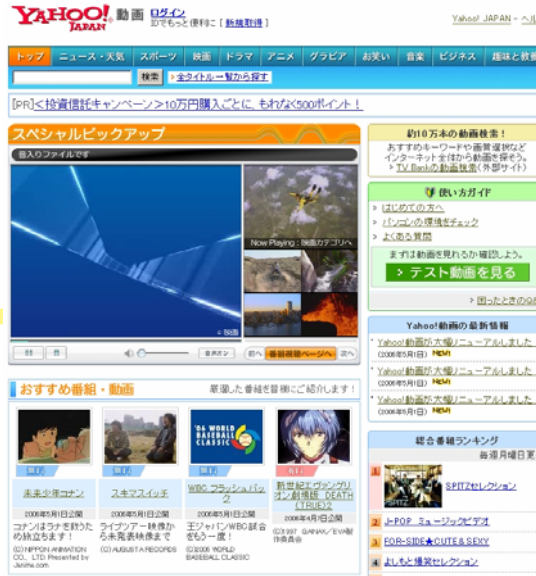 YAHOO! 動画
JAPAN
ログイン
IDでもっと便利に [新規取得]
Yahoo! JAPAN - ヘル
トップ ニュース・天気 スポーツ 映画 ドラマ アニメ グラビア お笑い 音楽 ビジネス 趣味と教養
検索 全タイトル一覧から探す
[PR]<投資信託キャンペーン>10万円購入ごとに、もれなく500ポイント!
スペシャルピックアップ
音入りファイルです
Now Playing : 映画カテゴリへ
© 映画
音声オン 前へ 番組視聴ページへ 次へ
約10万本の動画検索!
おすすめキーワードや画質選択など
インターネット全体から動画を探そう。
TV Bankの動画検索(外部サイト)
使い方ガイド
はじめての方へ
パソコンの環境をチェック
よくある質問
まずは動画を見れるか確認しよう。
> テスト動画を見る
困ったときのQ&
Yahoo!動画の最新情報
Yahoo!動画が大幅リニューアルしました
(2006年5月1日) NEW!
Yahoo!動画が大幅リニューアルしました
(2006年5月1日) NEW!
Yahoo!動画が大幅リニューアルしました
(2006年5月1日) NEW!
おすすめ番組・動画
厳選した番組を皆様にご紹介します!
'06 WORLD
BASEBALL
CLASSIC
無料 無料 無料 有料
未来少年コナン
2006年5月1日公開
コナンはラナを救うた
め旅立ちます!
(C)NIPPON ANIMATION
CO., LTD. Presented by
スキマスイッチ
2006年5月1日公開
ライブツアー映像か
ら未発表映像まで
(C) AUGUSTA RECORDS
WBC フラッシュバッ
ク
2006年5月1日公開
王ジャパンWBC試合
をもう一度!
(C)2006 WORLD
BASEBALL CLASSIC
新世紀エヴァンゲリ
オン劇場版 DEATH
(TRUE)2
2006年4月7日公開
(C)1997 GAINAX/EVA製
作委員会
総合番組ランキング
毎週月曜日更
1 SPITZセレクション
SPITZ
2 J-POP ミュージックビデオ
3 FOR-SIDE★CUTE&SEXY
4 よしもと爆笑セレクション